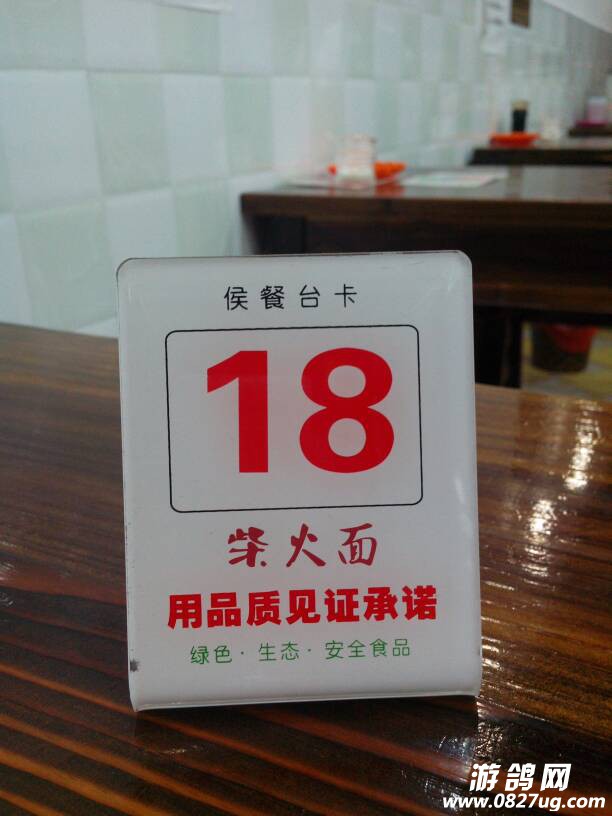 侯餐台卡
18
柴火面
用品质见证承诺
绿色·生态·安全食品
游鸽网
www.0827ug.com